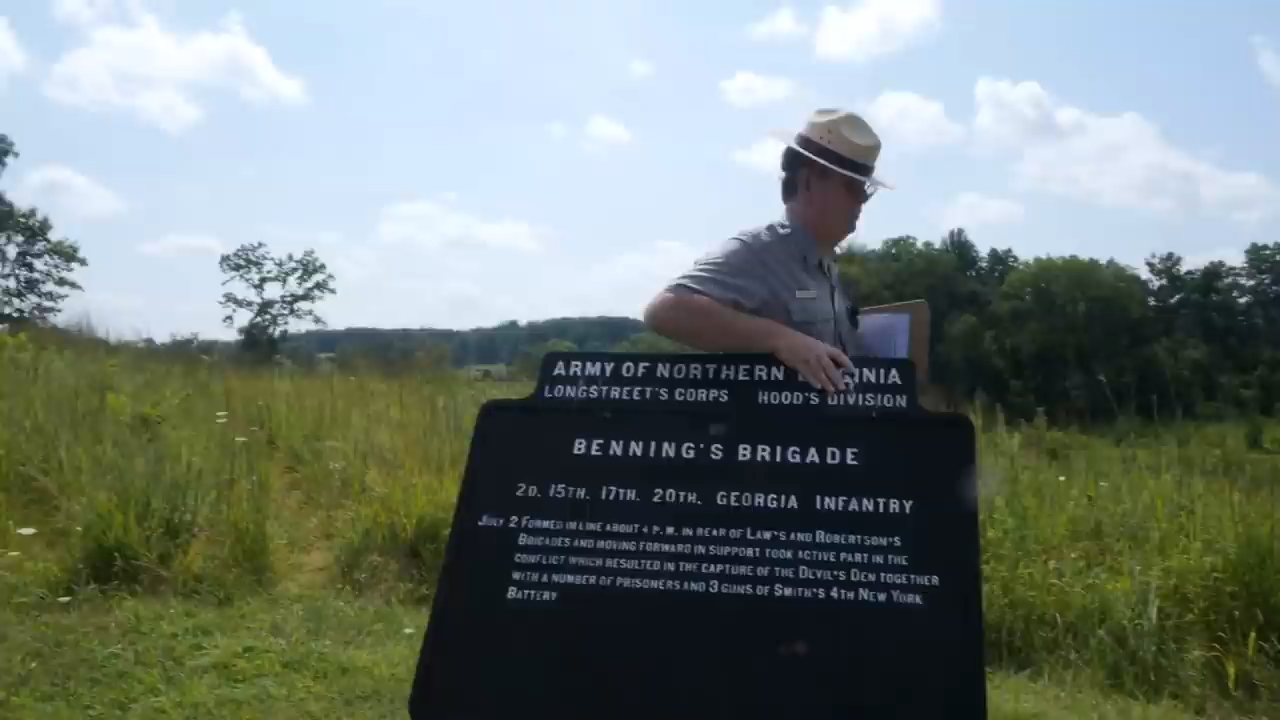 ARMY OF NORTHERN
LONGSTREET'S CORPS HOOD'S DIVISION
BENNING'S BRIGADE
2D. 15TH. 17TH. 20TH. GEORGIA INFANTRY
JULY 2 FORMED IN LINE ABOUT 4 P.M. IN REAR OF LAW'S AND ROBERTSON'S
BRIGADES AND MOVING FORWARD IN SUPPORT TOOK ACTIVE PART IN THE
CONFLICT WHICH RESULTED IN THE CAPTURE OF THE DEVIL'S DEN TOGETHER
WITH A NUMBER OF PRISONERS AND 3 GUNS OF SMITH'S 4TH NEW YORK
BATTERY